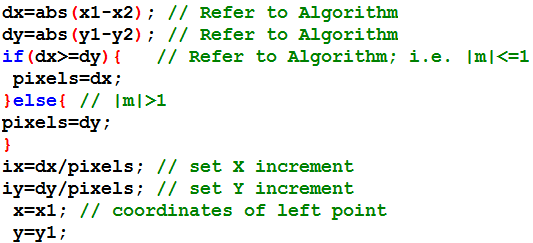 dx=abs(x1-x2); // Refer to Algorithm
dy=abs(y1-y2); // Refer to Algorithm
if(dx>=dy){   // Refer to Algorithm; i.e. |m|<=1
 pixels=dx;
}else{ // |m|>1
pixels=dy;
}
ix=dx/pixels; // set X increment
iy=dy/pixels; // set Y increment
 x=x1; // coordinates of left point
 y=y1;